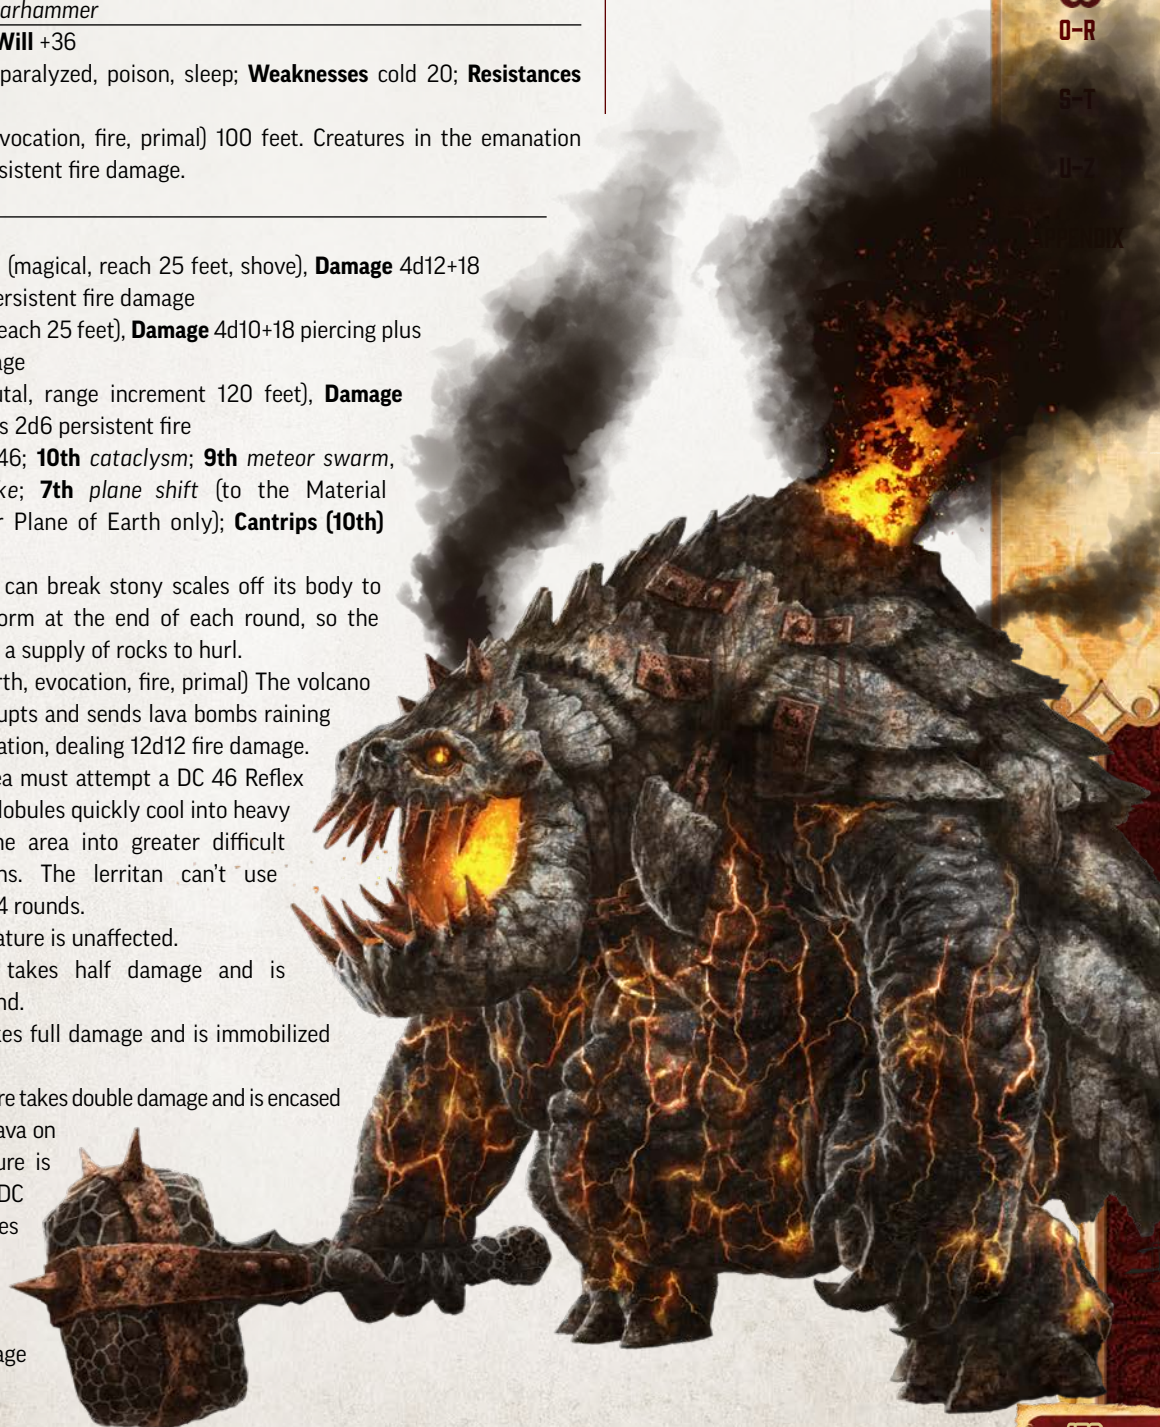 arhammer
Will +36
paralyzed, poison, sleep; Weaknesses cold 20; Resistances
vocation, fire, primal) 100 feet. Creatures in the emanation
sistent fire damage.
(magical, reach 25 feet, shove), Damage 4d12+18
ersistent fire damage
each 25 feet), Damage 4d10+18 piercing plus
age
utal, range increment 120 feet), Damage
s 2d6 persistent fire
46; 10th cataclysm; 9th meteor swarm,
ke; 7th plane shift (to the Material
r Plane of Earth only); Cantrips (10th)
can break stony scales off its body to
orm at the end of each round, so the
a supply of rocks to hurl.
rth, evocation, fire, primal) The volcano
upts and sends lava bombs raining
ation, dealing 12d12 fire damage.
ea must attempt a DC 46 Reflex
lobules quickly cool into heavy
he area into greater difficult
ns. The lerritan can't use
4 rounds.
ature is unaffected.
takes half damage and is
nd.
kes full damage and is immobilized
re takes double damage and is encased
ava on
ure is
DC
es
age
O–R
S–T
U–Z
APPENDIX